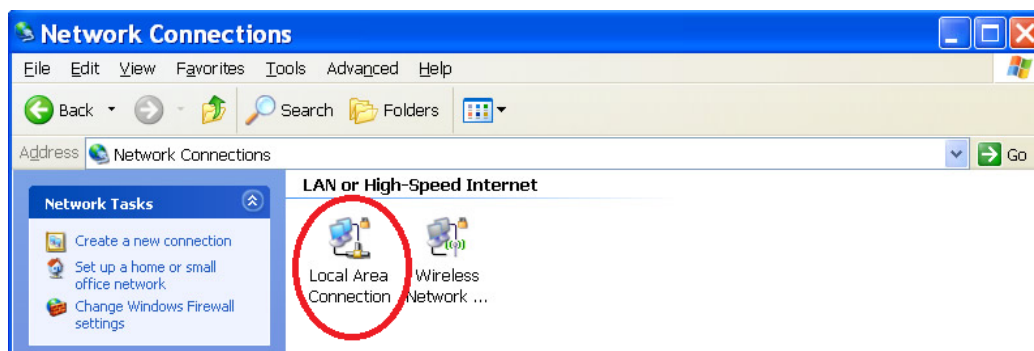 Network Connections
File Edit View Favorites Tools Advanced Help
Back Search Folders
Address Network Connections Go
Network Tasks
Create a new connection
Set up a home or small
office network
Change Windows Firewall
settings
LAN or High-Speed Internet
Local Area
Connection
Wireless
Network ...